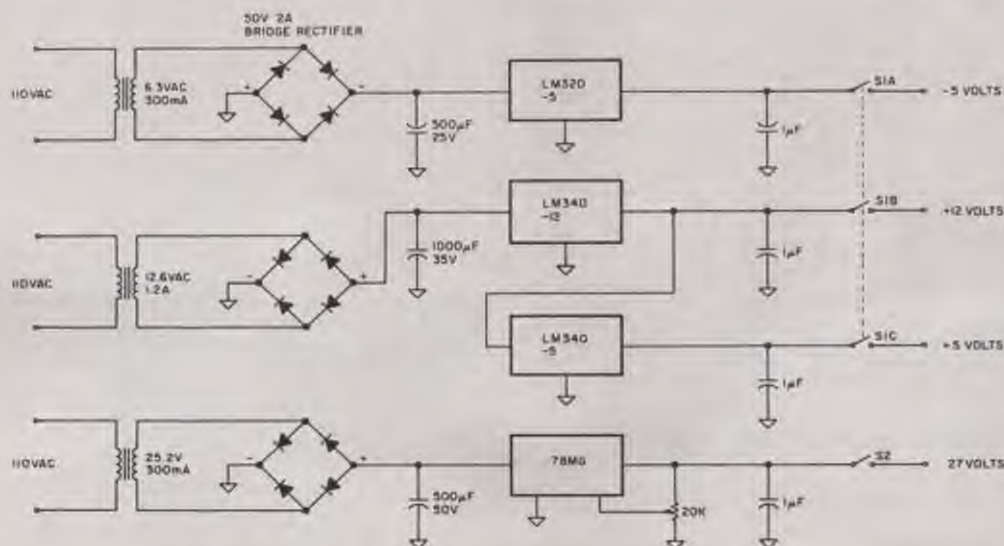 50V 2A
BRIDGE RECTIFIER
110VAC
6.3VAC
300mA
+
-
500µF
25V
LM320
-5
1µF
S1A
-5 VOLTS
110VAC
12.6VAC
1.2A
-
+
1000µF
35V
LM340
-12
1µF
S1B
+12 VOLTS
LM340
-5
1µF
S1C
+5 VOLTS
110VAC
25.2V
300mA
-
+
500µF
50V
78MG
20K
1µF
S2
27 VOLTS